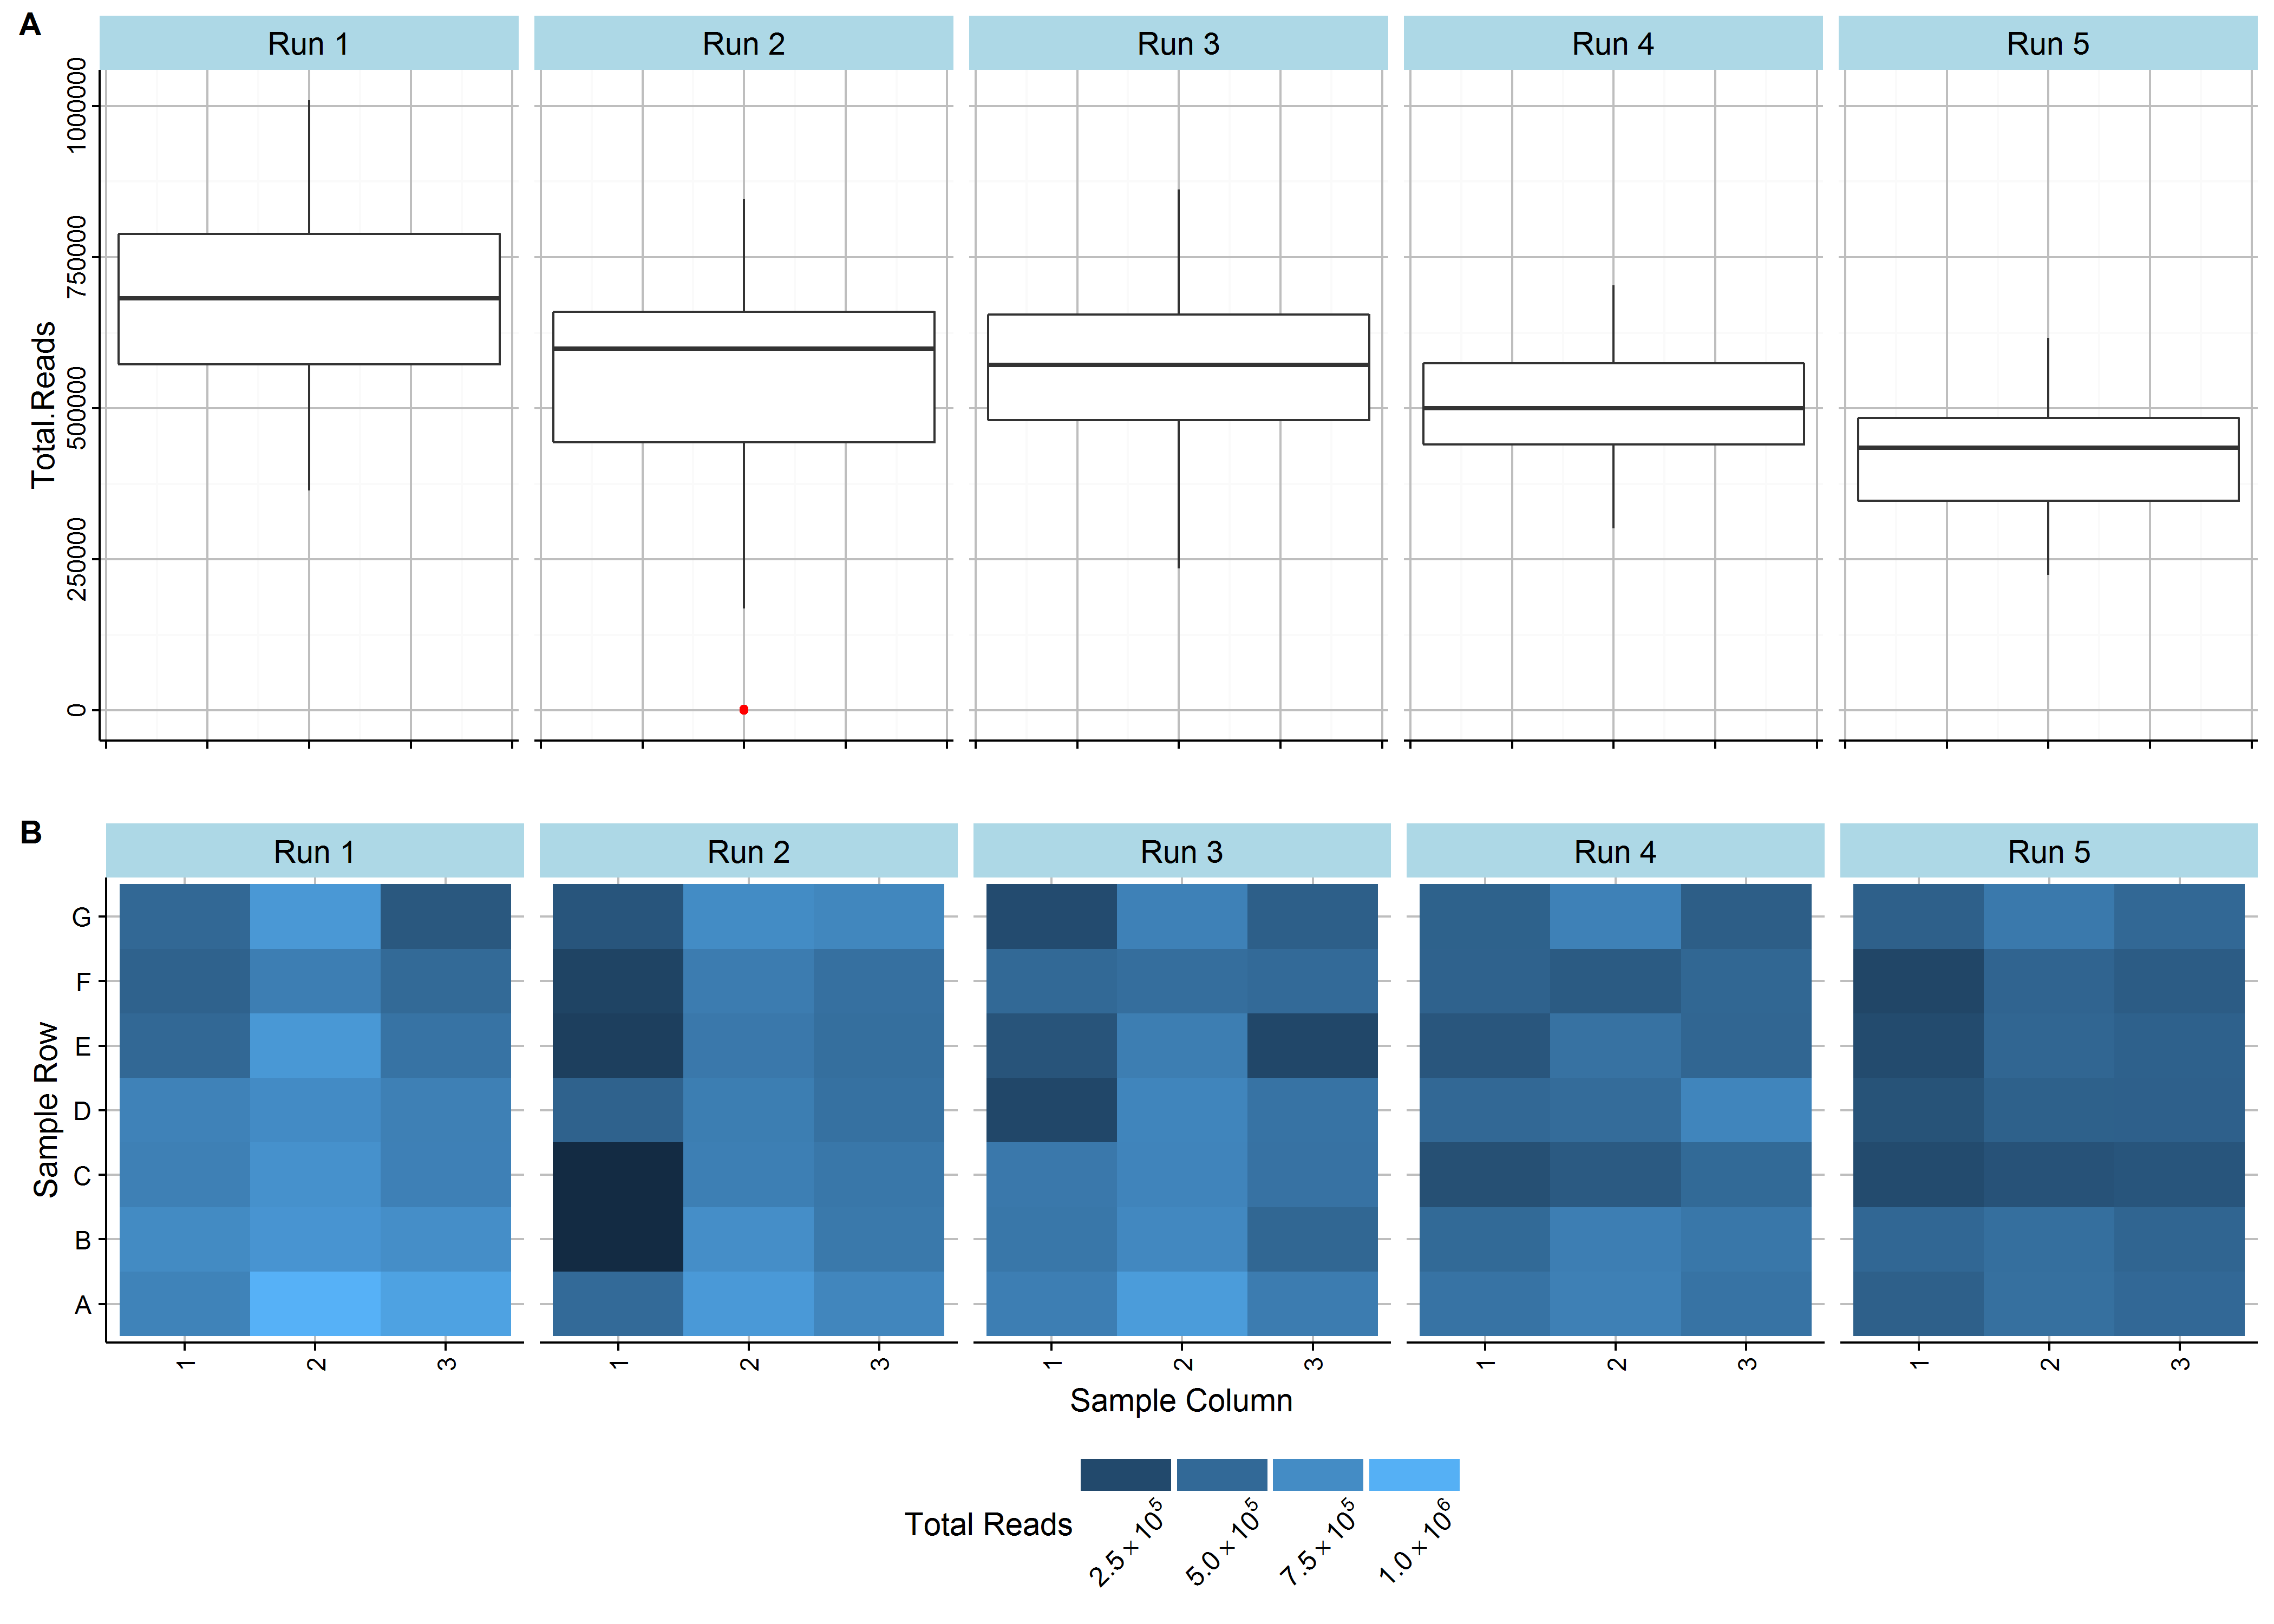 A
Run 1 Run 2 Run 3 Run 4 Run 5
1000000
750000
500000
250000
0
Total.Reads
B
Run 1 Run 2 Run 3 Run 4 Run 5
G
F
E
D
C
B
A
Sample Row
1 2 3 1 2 3 1 2 3 1 2 3 1 2 3
Sample Column
Total Reads
2.5×10⁵ 5.0×10⁵ 7.5×10⁵ 1.0×10⁶